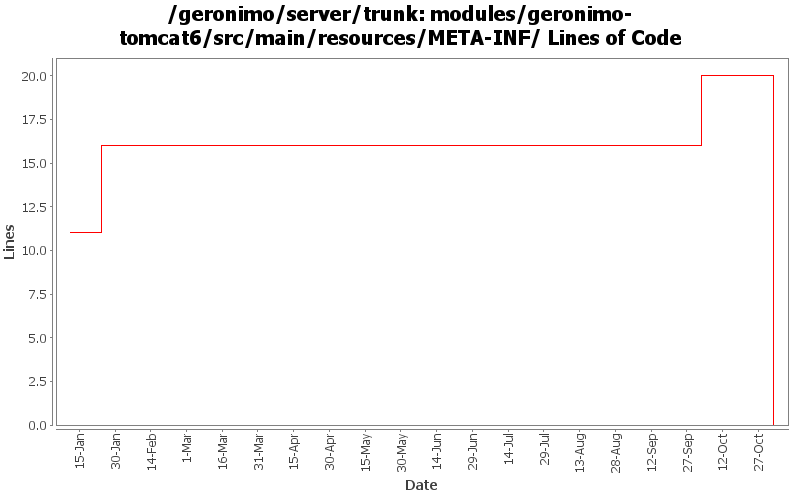 /geronimo/server/trunk: modules/geronimo-
tomcat6/src/main/resources/META-INF/ Lines of Code
Lines
20.0
17.5
15.0
12.5
10.0
7.5
5.0
2.5
0.0
15-Jan
30-Jan
14-Feb
1-Mar
16-Mar
31-Mar
15-Apr
30-Apr
15-May
30-May
14-Jun
29-Jun
14-Jul
29-Jul
13-Aug
28-Aug
12-Sep
27-Sep
12-Oct
27-Oct
Date